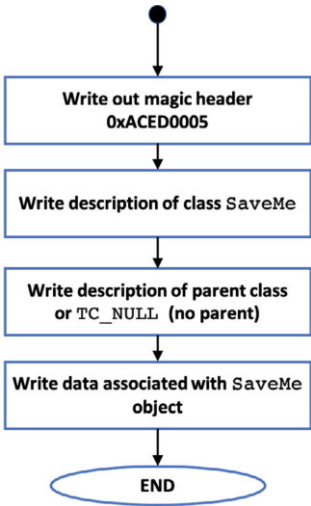 Write out magic header
0xACED0005
Write description of class SaveMe
Write description of parent class
or TC_NULL (no parent)
Write data associated with SaveMe
object
END